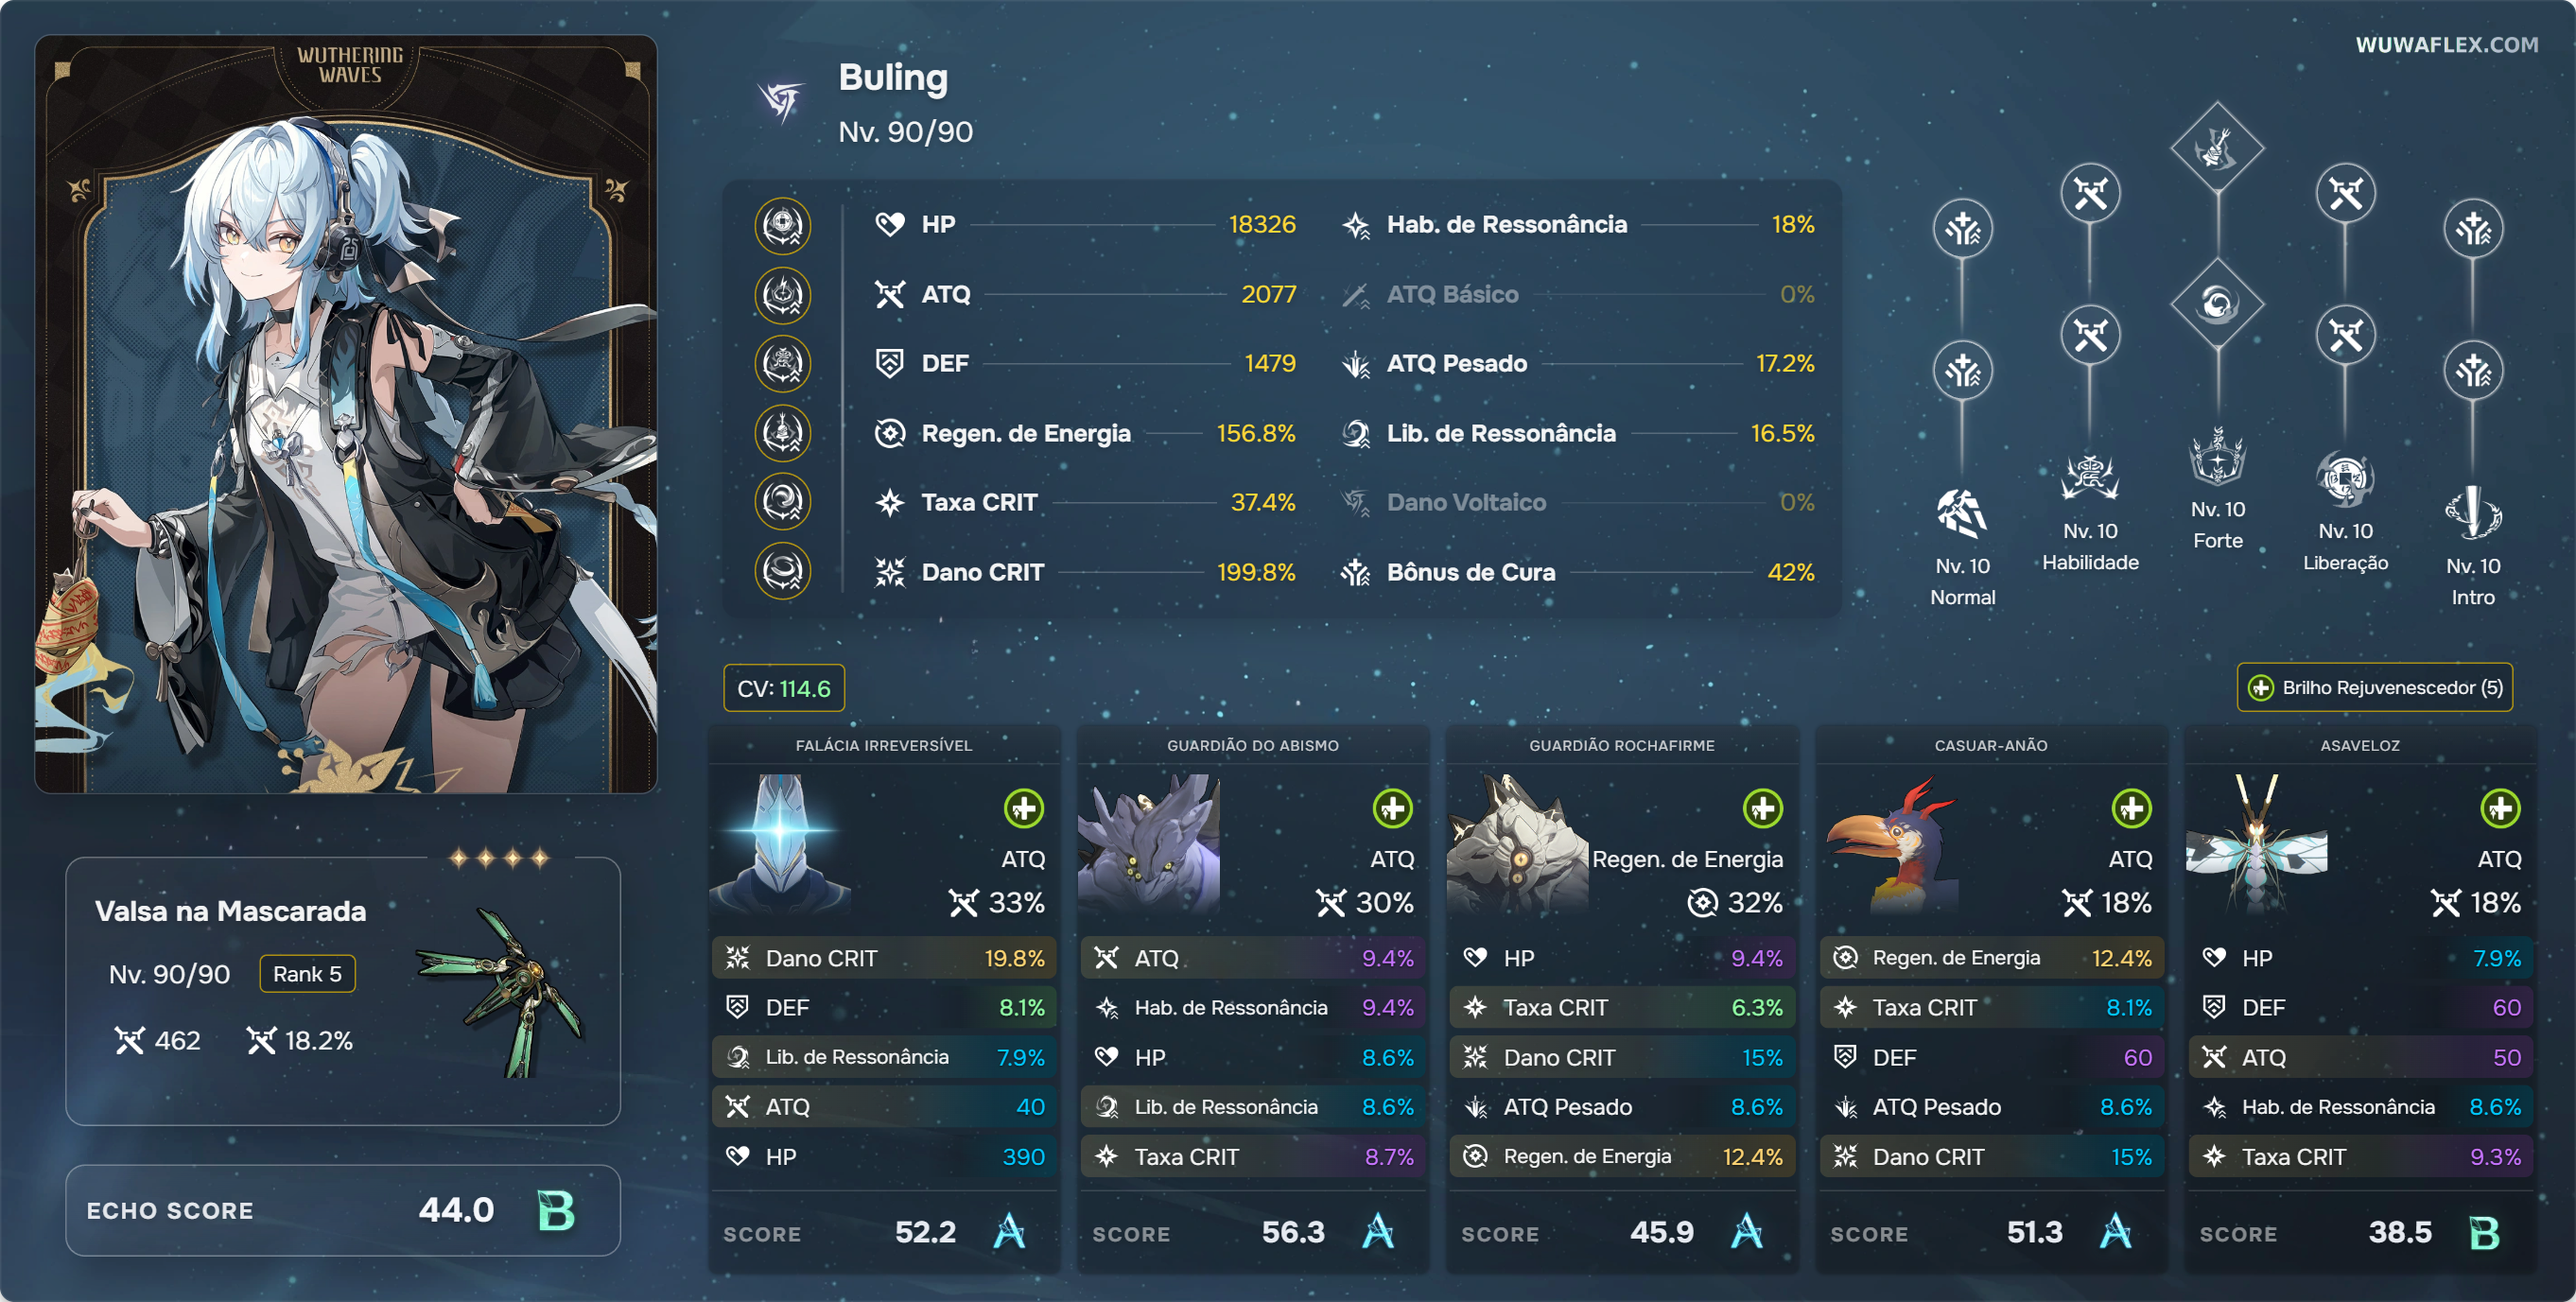 WUTHERING
WAVES
WUWAFLEX.COM
Buling
Nv. 90/90
HP 18326
ATQ 2077
DEF 1479
Regen. de Energia 156.8%
Taxa CRIT 37.4%
Dano CRIT 199.8%
Hab. de Ressonância 18%
ATQ Básico 0%
ATQ Pesado 17.2%
Lib. de Ressonância 16.5%
Dano Voltaico 0%
Bônus de Cura 42%
Nv. 10
Normal
Nv. 10
Habilidade
Nv. 10
Forte
Nv. 10
Liberação
Nv. 10
Intro
CV: 114.6
Brilho Rejuvenescedor (5)
Valsa na Mascarada
Nv. 90/90 Rank 5
462 18.2%
ECHO SCORE 44.0 B
FALÁCIA IRREVERSÍVEL
ATQ
33%
Dano CRIT 19.8%
DEF 8.1%
Lib. de Ressonância 7.9%
ATQ 40
HP 390
SCORE 52.2 A
GUARDIÃO DO ABISMO
ATQ
30%
ATQ 9.4%
Hab. de Ressonância 9.4%
HP 8.6%
Lib. de Ressonância 8.6%
Taxa CRIT 8.7%
SCORE 56.3 A
GUARDIÃO ROCHAFIRME
Regen. de Energia
32%
HP 9.4%
Taxa CRIT 6.3%
Dano CRIT 15%
ATQ Pesado 8.6%
Regen. de Energia 12.4%
SCORE 45.9 A
CASUAR-ANÃO
ATQ
18%
Regen. de Energia 12.4%
Taxa CRIT 8.1%
DEF 60
ATQ Pesado 8.6%
Dano CRIT 15%
SCORE 51.3 A
ASAVELOZ
ATQ
18%
HP 7.9%
DEF 60
ATQ 50
Hab. de Ressonância 8.6%
Taxa CRIT 9.3%
SCORE 38.5 B